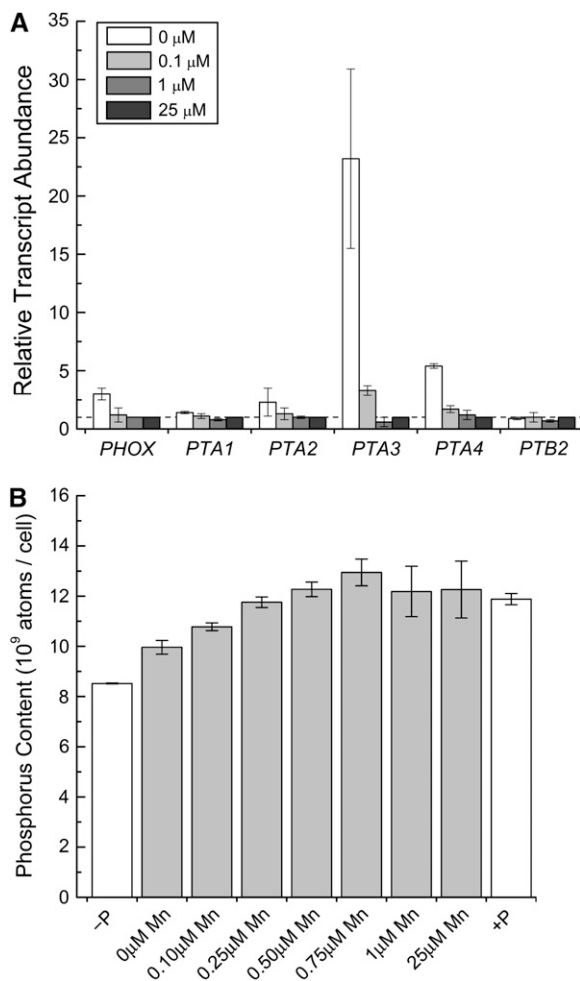 A
35
30
25
20
15
10
5
0
Relative Transcript Abundance
0 μM
0.1 μM
1 μM
25 μM
PHOX PTA1 PTA2 PTA3 PTA4 PTB2
B
16
14
12
10
8
6
4
2
0
Phosphorus Content (10⁹ atoms / cell)
–P
0μM Mn
0.10μM Mn
0.25μM Mn
0.50μM Mn
0.75μM Mn
1μM Mn
25μM Mn
+P